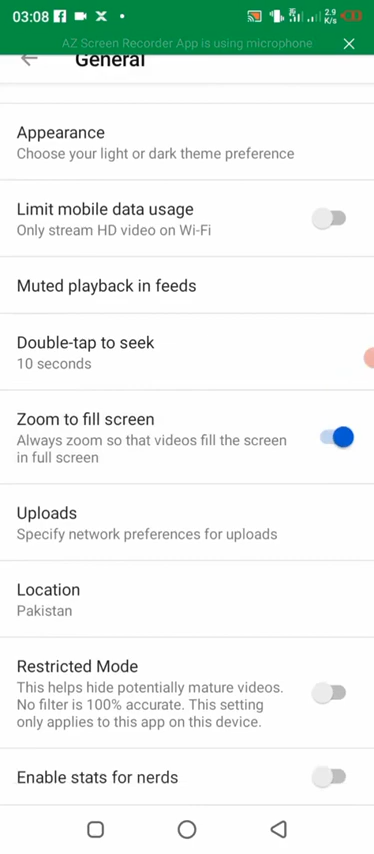 03:08
2.9
K/s
AZ Screen Recorder App is using microphone
General
Appearance
Choose your light or dark theme preference
Limit mobile data usage
Only stream HD video on Wi-Fi
Muted playback in feeds
Double-tap to seek
10 seconds
Zoom to fill screen
Always zoom so that videos fill the screen
in full screen
Uploads
Specify network preferences for uploads
Location
Pakistan
Restricted Mode
This helps hide potentially mature videos.
No filter is 100% accurate. This setting
only applies to this app on this device.
Enable stats for nerds